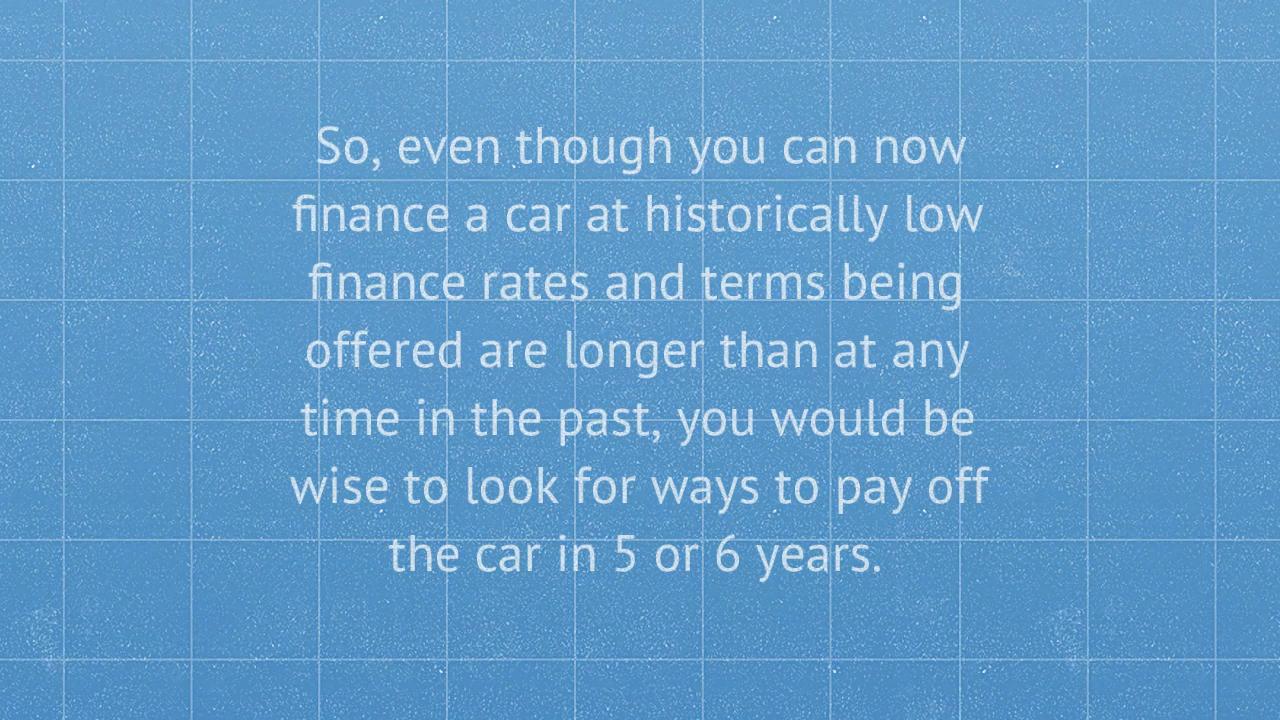 So, even though you can now
finance a car at historically low
finance rates and terms being
offered are longer than at any
time in the past, you would be
wise to look for ways to pay off
the car in 5 or 6 years.